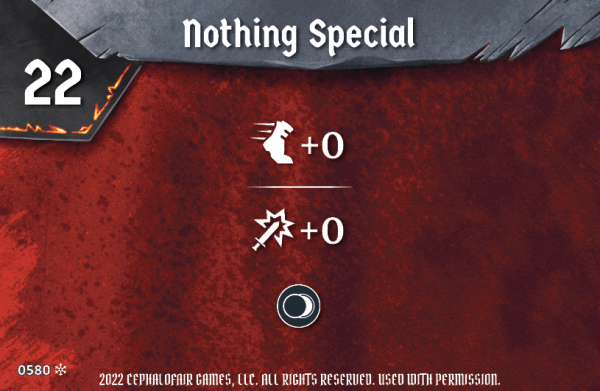 Nothing Special
22
+0
+0
0580
2022 CEPHALOFAIR GAMES, LLC. ALL RIGHTS RESERVED. USED WITH PERMISSION.